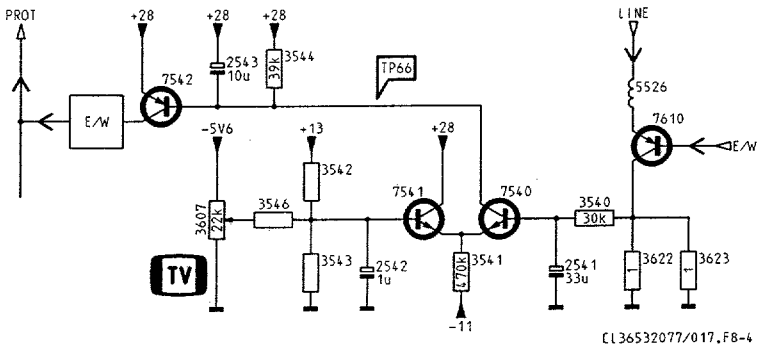 PROT
+28
+28
+28
LINE
7542
2543
10u
3544
39k
TP66
5526
7610
E/W
-5V6
+13
+28
E/W
3542
7541
7540
3607
22k
3546
3540
30k
3543
2542
1u
470k
3541
2541
33u
1
3622
1
3623
TV
-11
CL36532077/017.F8-4